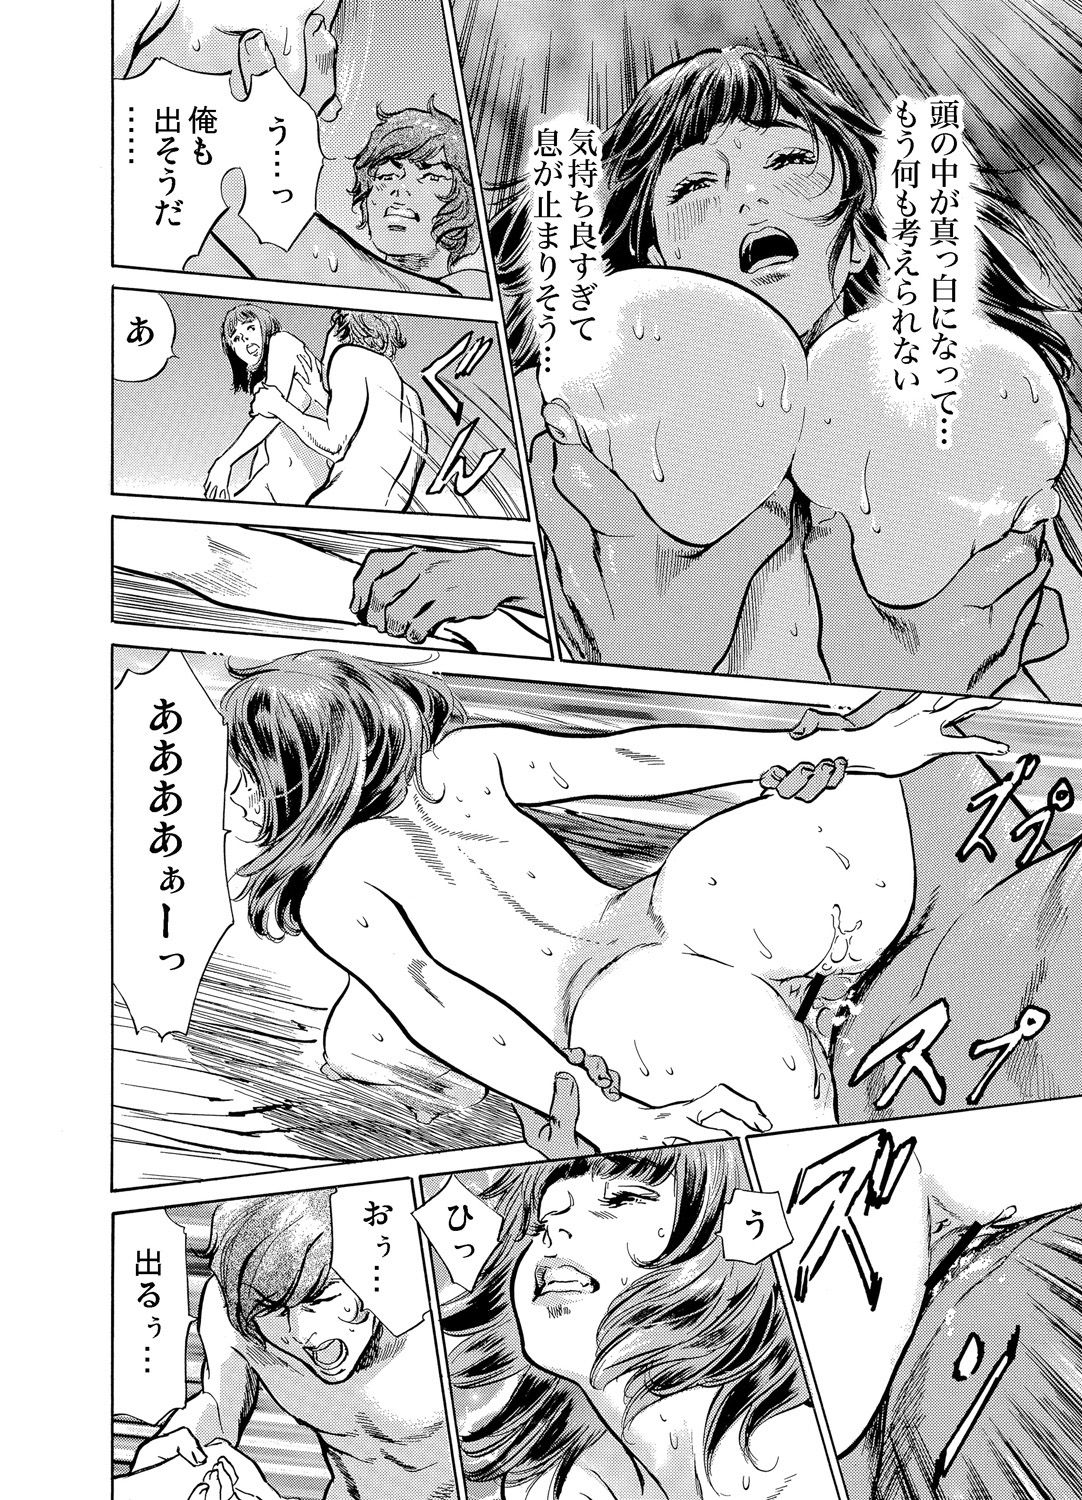 頭の中が真っ白になって…
もう何も考えられない
気持ち良すぎて
息が止まりそう…
う…っ
俺も
出そうだ
……
あ
ぐん
ああああぁーっ
ズプズプ
ヌプ
ズン
う
ひっ
おぅ…
出るぅ…